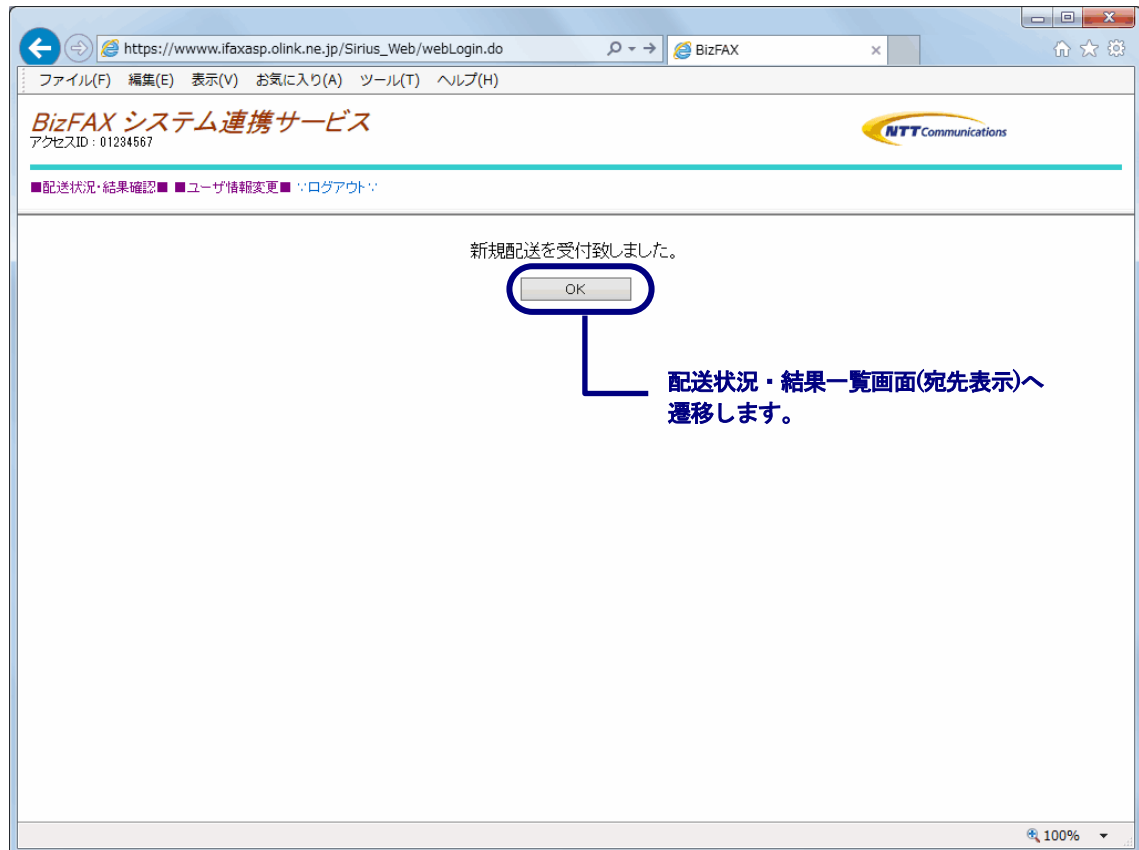 https://wwww.ifaxasp.olink.ne.jp/Sirius_Web/webLogin.do
BizFAX
ファイル(F) 編集(E) 表示(V) お気に入り(A) ツール(T) ヘルプ(H)
BizFAX システム連携サービス
アクセスID : 01234567
NTT Communications
■配送状況・結果確認■ ■ユーザ情報変更■ ∵ログアウト∵
新規配送を受付致しました。
OK
配送状況・結果一覧画面(宛先表示)へ
遷移します。
100%